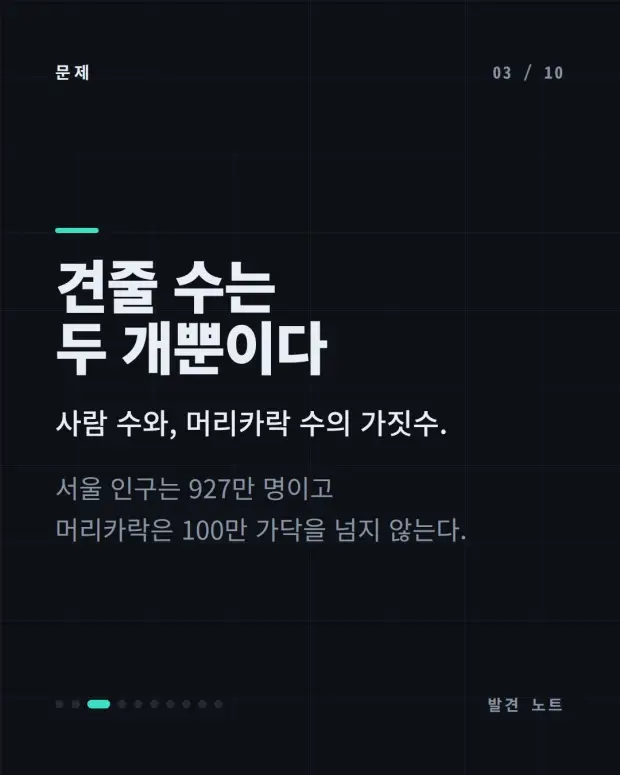 문제
03 / 10
견줄 수는
두 개뿐이다
사람 수와, 머리카락 수의 가짓수.
서울 인구는 927만 명이고
머리카락은 100만 가닥을 넘지 않는다.
발견 노트